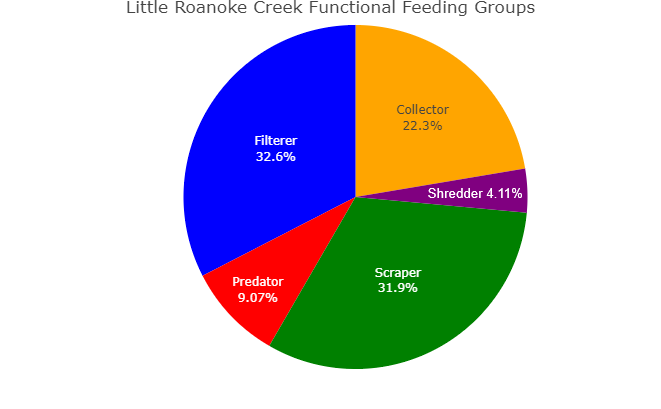 Little Roanoke Creek Functional Feeding Groups
Collector
22.3%
Filterer
32.6%
Shredder 4.11%
Scraper
31.9%
Predator
9.07%